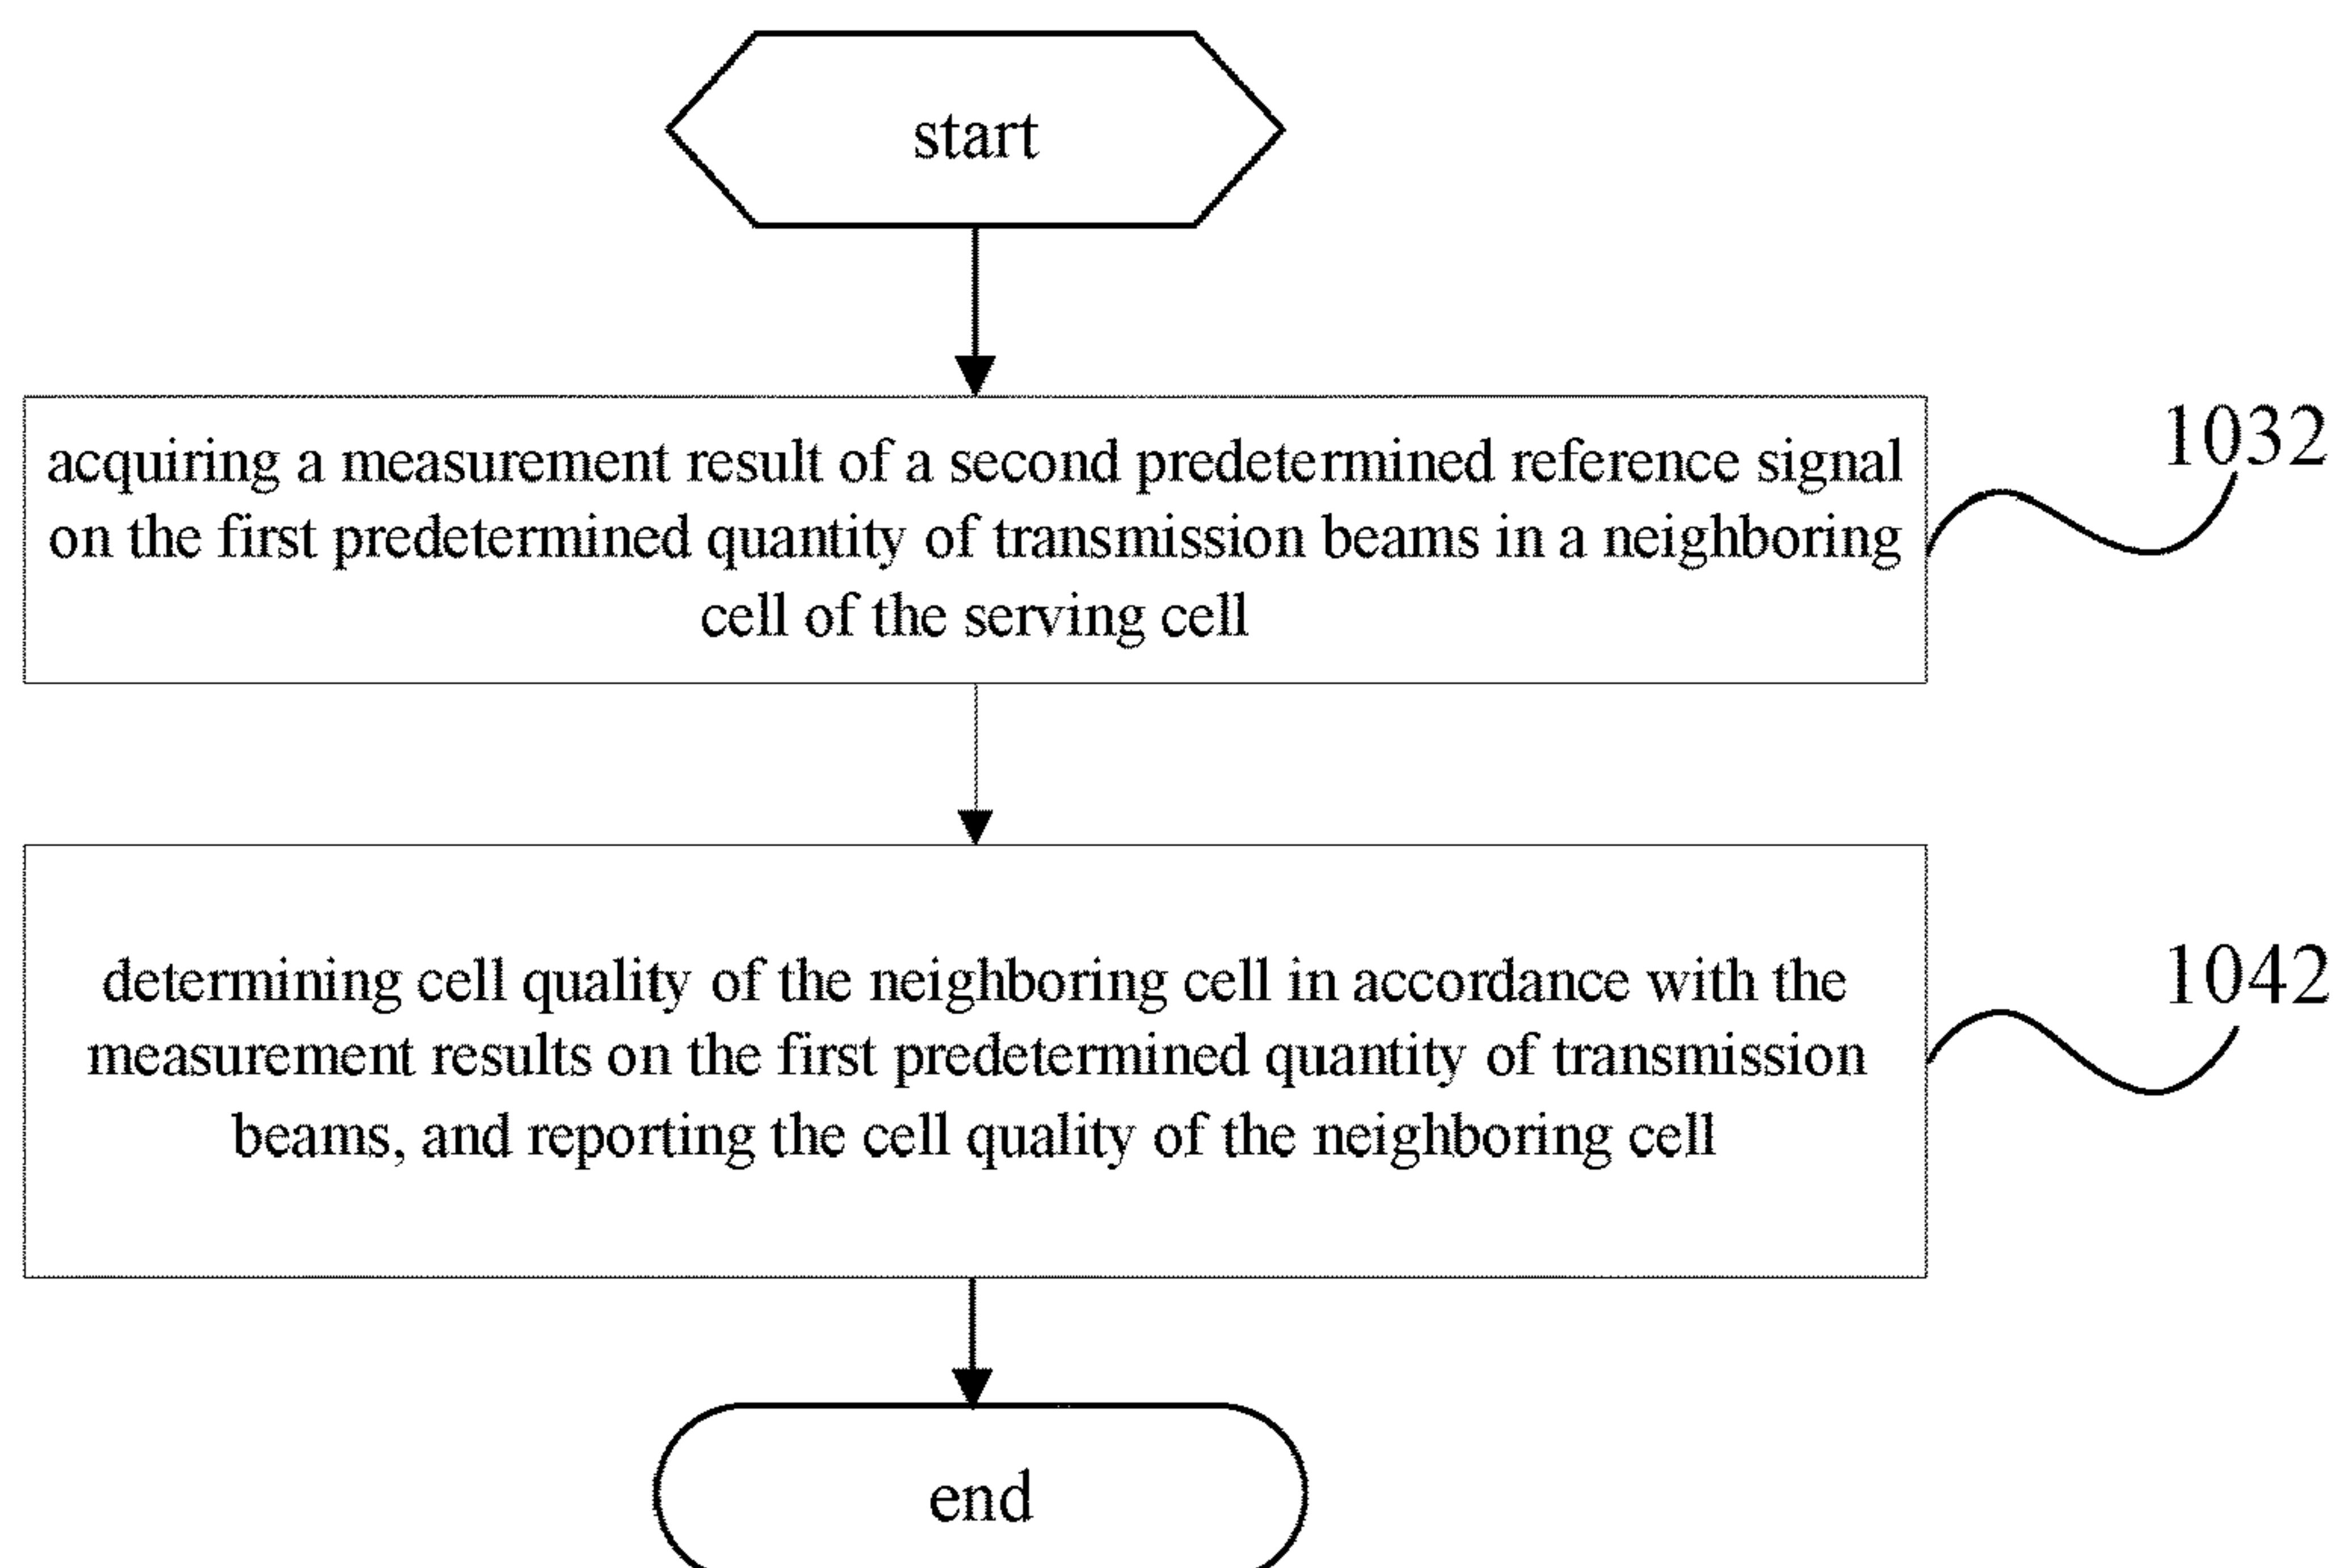 start
acquiring a measurement result of a second predetermined reference signal
on the first predetermined quantity of transmission beams in a neighboring
cell of the serving cell
1032
determining cell quality of the neighboring cell in accordance with the
measurement results on the first predetermined quantity of transmission
beams, and reporting the cell quality of the neighboring cell
1042
end